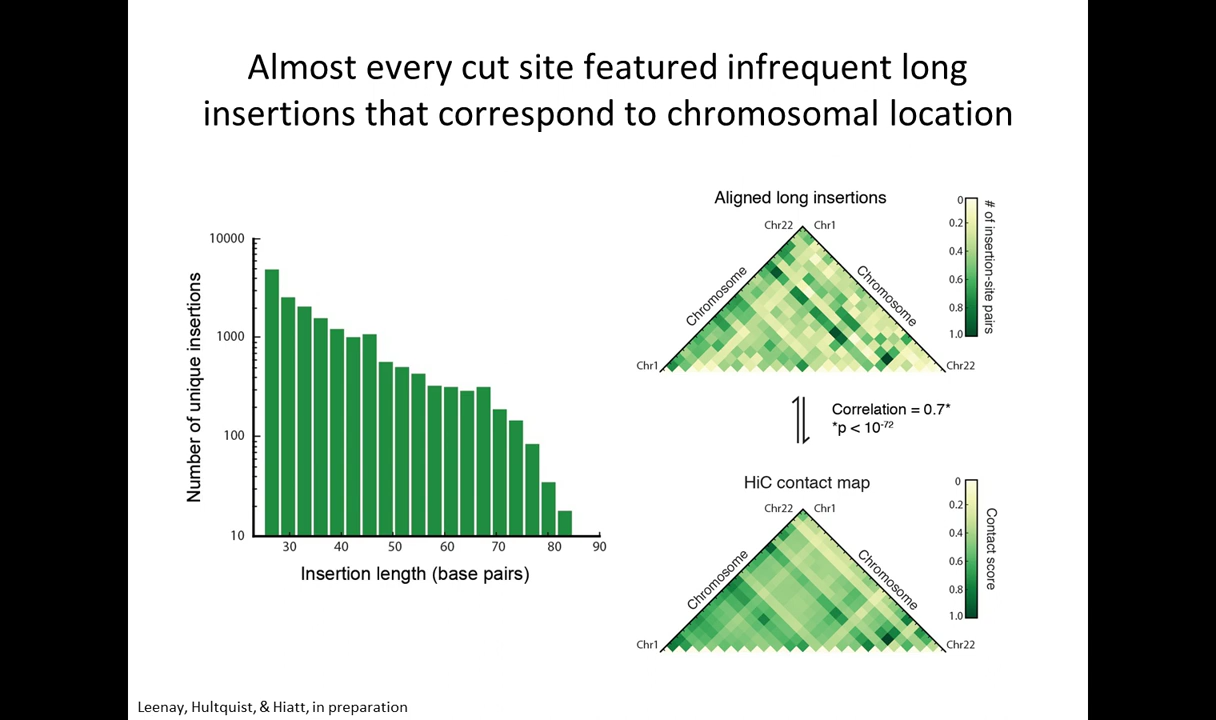 Almost every cut site featured infrequent long
insertions that correspond to chromosomal location
Number of unique insertions
10000
1000
100
10
30 40 50 60 70 80 90
Insertion length (base pairs)
Aligned long insertions
Chr22 Chr1
Chromosome
Chromosome
Chr1
Chr22
0
0.2
0.4
0.6
0.8
1.0
# of insertion-site pairs
Correlation = 0.7*
*p < 10⁻⁷²
HiC contact map
Chr22 Chr1
Chromosome
Chromosome
Chr1
Chr22
0
0.2
0.4
0.6
0.8
1.0
Contact score
Leenay, Hultquist, & Hiatt, in preparation